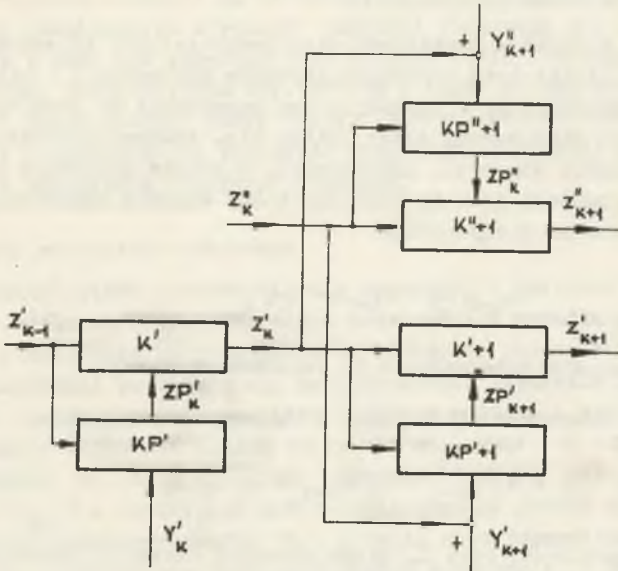 + Y"ₖ₊₁
KP"+1
ZP"ₖ
Z"ₖ
K"+1
Z"ₖ₊₁
Z'ₖ₋₁
K'
Z'ₖ
K'+1
Z'ₖ₊₁
ZP'ₖ
ZP'ₖ₊₁
KP'
KP'+1
Y'ₖ
+ Y'ₖ₊₁